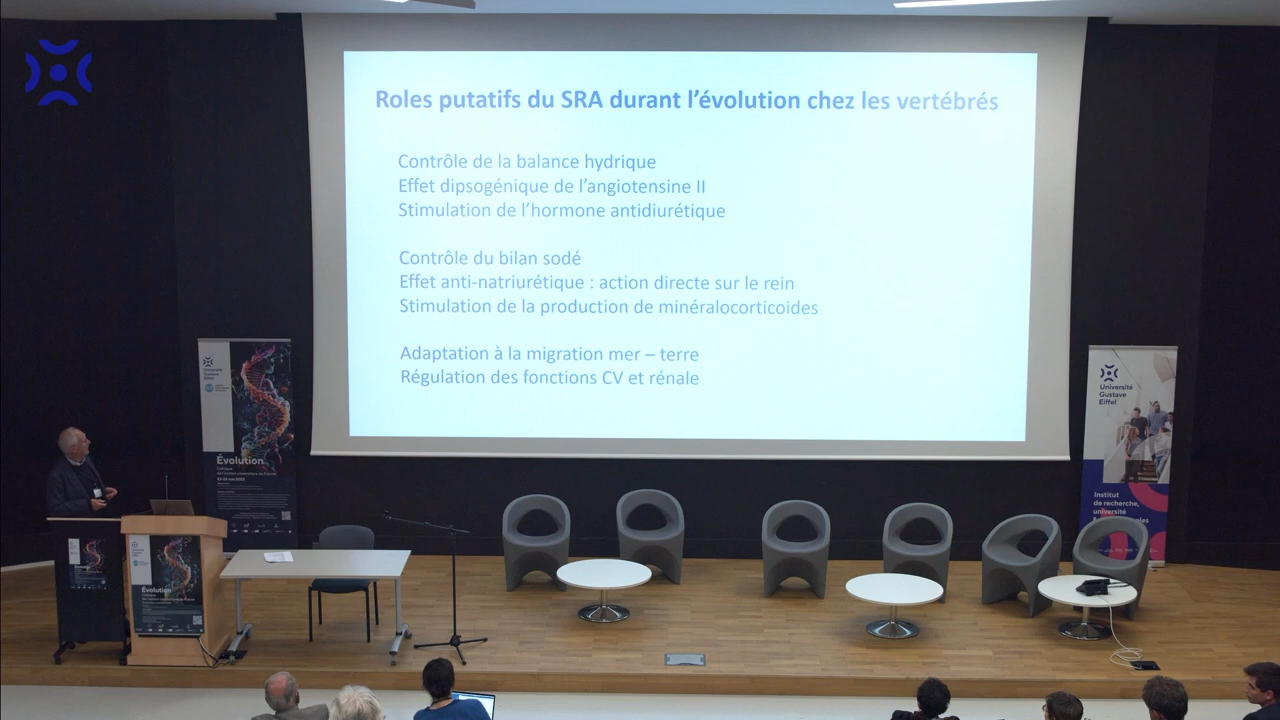 Roles putatifs du SRA durant l’évolution chez les vertébrés
Contrôle de la balance hydrique
Effet dipsogénique de l’angiotensine II
Stimulation de l’hormone antidiurétique
Contrôle du bilan sodé
Effet anti-natriurétique : action directe sur le rein
Stimulation de la production de minéralocorticoides
Adaptation à la migration mer – terre
Régulation des fonctions CV et rénale
Université
Gustave
Eiffel
Évolution
Université
Gustave
Eiffel
Institut
de recherche,
université
Évolution